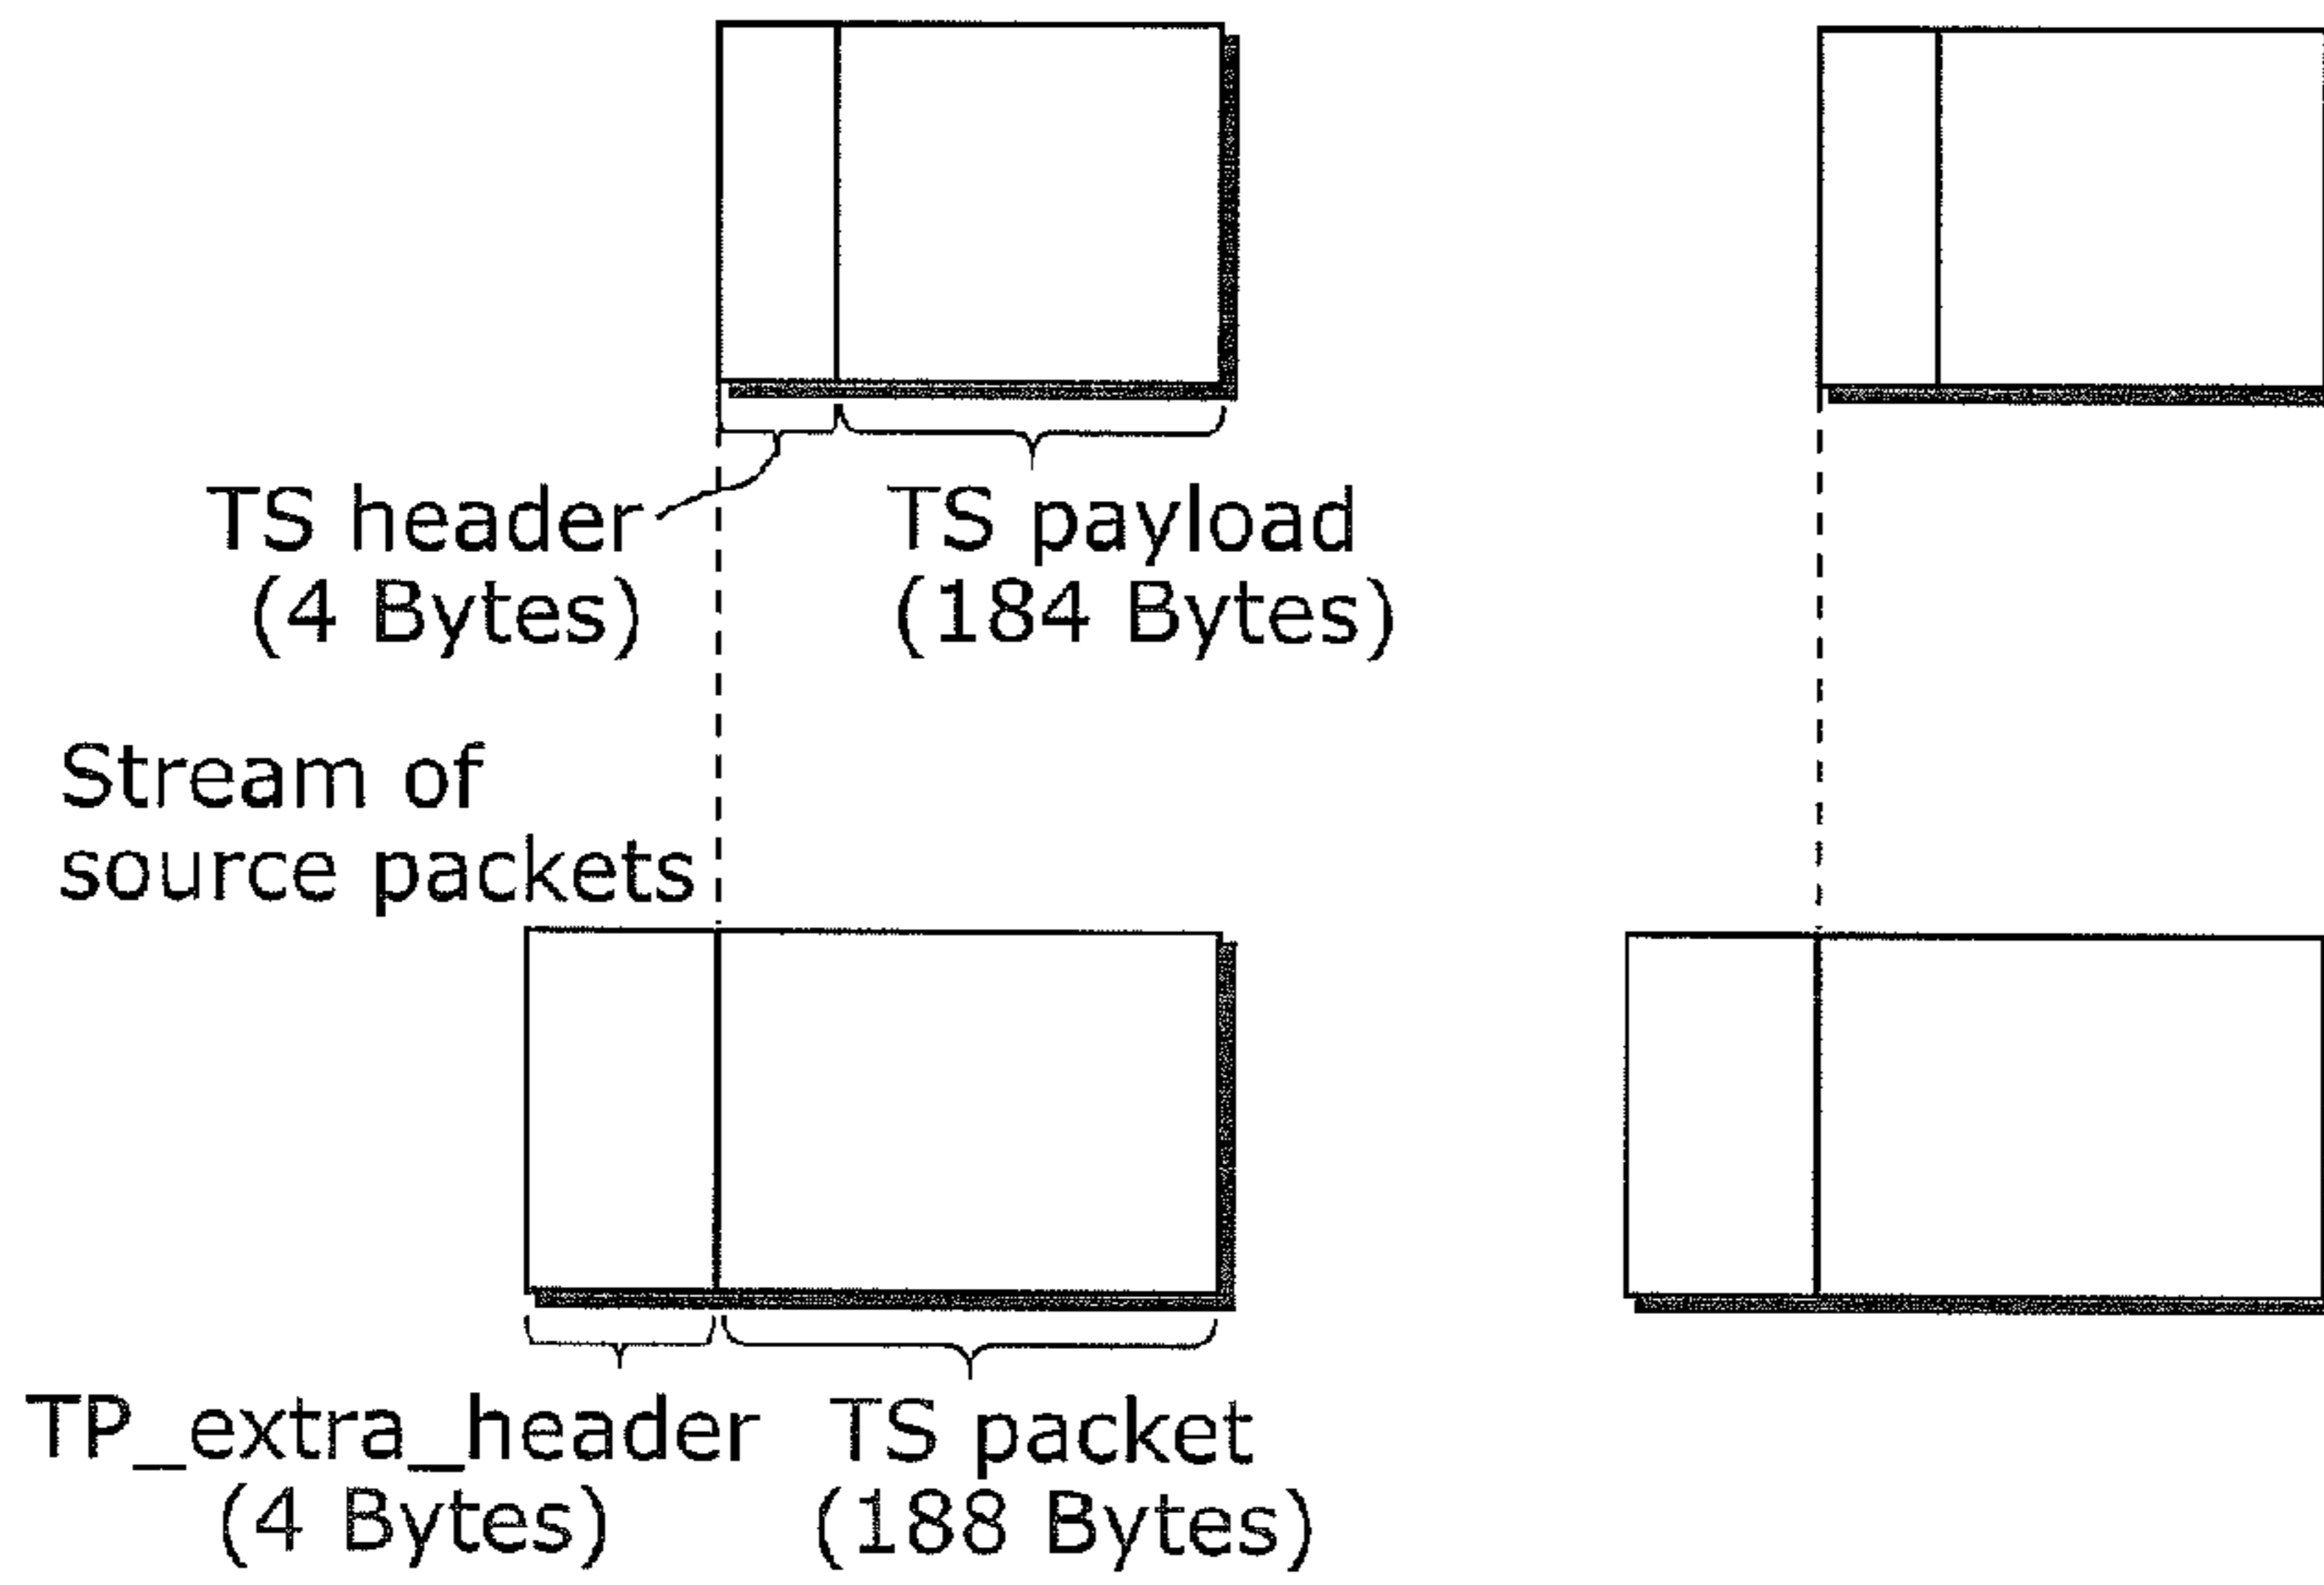 TS header
(4 Bytes)
TS payload
(184 Bytes)
Stream of
source packets
TP_extra_header
(4 Bytes)
TS packet
(188 Bytes)